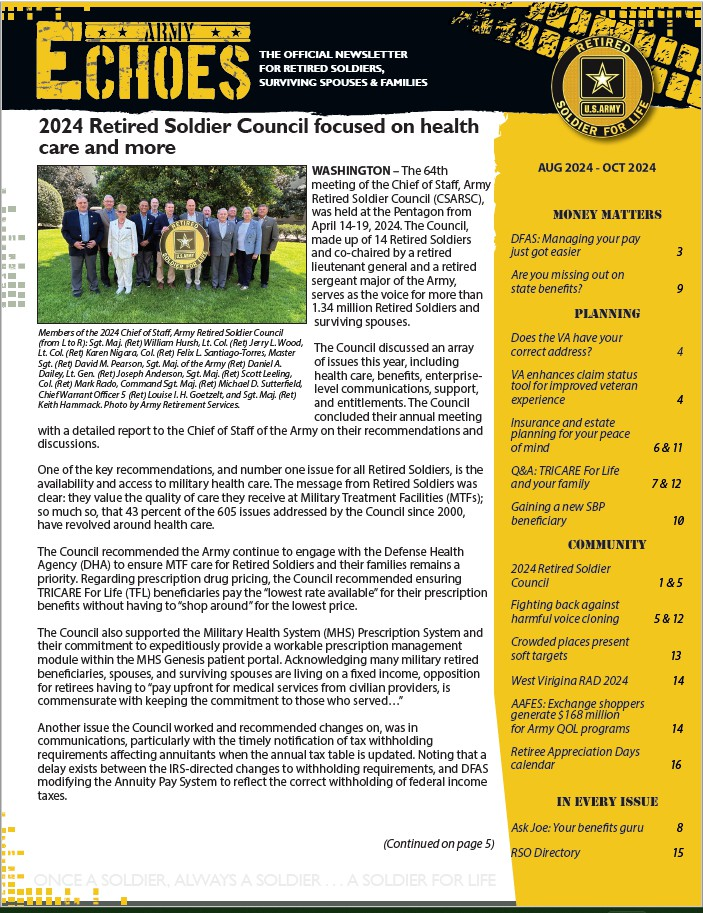 ARMY
ECHOES
THE OFFICIAL NEWSLETTER
FOR RETIRED SOLDIERS,
SURVIVING SPOUSES & FAMILIES
RETIRED
U.S.ARMY
SOLDIER FOR LIFE
2024 Retired Soldier Council focused on health
care and more
RETIRED
SOLDIER FOR LIFE
Members of the 2024 Chief of Staff, Army Retired Soldier Council
(from L to R): Sgt. Maj. (Ret) William Hursh, Lt. Col. (Ret) Jerry L. Wood,
Lt. Col. (Ret) Karen Nigara, Col. (Ret) Felix L. Santiago-Torres, Master
Sgt. (Ret) David M. Pearson, Sgt. Maj. of the Army (Ret) Daniel A.
Dailey, Lt. Gen. (Ret) Joseph Anderson, Sgt. Maj. (Ret) Scott Leeling,
Col. (Ret) Mark Rado, Command Sgt. Maj. (Ret) Michael D. Sutterfield,
Chief Warrant Officer 5 (Ret) Louise I. H. Goetzelt, and Sgt. Maj. (Ret)
Keith Hammack. Photo by Army Retirement Services.
WASHINGTON – The 64th
meeting of the Chief of Staff, Army
Retired Soldier Council (CSARSC),
was held at the Pentagon from
April 14-19, 2024. The Council,
made up of 14 Retired Soldiers
and co-chaired by a retired
lieutenant general and a retired
sergeant major of the Army,
serves as the voice for more than
1.34 million Retired Soldiers and
surviving spouses.
The Council discussed an array
of issues this year, including
health care, benefits, enterprise-
level communications, support,
and entitlements. The Council
concluded their annual meeting
with a detailed report to the Chief of Staff of the Army on their recommendations and
discussions.
One of the key recommendations, and number one issue for all Retired Soldiers, is the
availability and access to military health care. The message from Retired Soldiers was
clear: they value the quality of care they receive at Military Treatment Facilities (MTFs);
so much so, that 43 percent of the 605 issues addressed by the Council since 2000,
have revolved around health care.
The Council recommended the Army continue to engage with the Defense Health
Agency (DHA) to ensure MTF care for Retired Soldiers and their families remains a
priority. Regarding prescription drug pricing, the Council recommended ensuring
TRICARE For Life (TFL) beneficiaries pay the “lowest rate available” for their prescription
benefits without having to “shop around” for the lowest price.
The Council also supported the Military Health System (MHS) Prescription System and
their commitment to expeditiously provide a workable prescription management
module within the MHS Genesis patient portal. Acknowledging many military retired
beneficiaries, spouses, and surviving spouses are living on a fixed income, opposition
for retirees having to “pay upfront for medical services from civilian providers, is
commensurate with keeping the commitment to those who served…”
Another issue the Council worked and recommended changes on, was in
communications, particularly with the timely notification of tax withholding
requirements affecting annuitants when the annual tax table is updated. Noting that a
delay exists between the IRS-directed changes to withholding requirements, and DFAS
modifying the Annuity Pay System to reflect the correct withholding of federal income
taxes.
(Continued on page 5)
AUG 2024 - OCT 2024
MONEY MATTERS
DFAS: Managing your pay
just got easier 3
Are you missing out on
state benefits? 9
PLANNING
Does the VA have your
correct address? 4
VA enhances claim status
tool for improved veteran
experience 4
Insurance and estate
planning for your peace
of mind 6 & 11
Q&A: TRICARE For Life
and your family 7 & 12
Gaining a new SBP
beneficiary 10
COMMUNITY
2024 Retired Soldier
Council 1 & 5
Fighting back against
harmful voice cloning 5 & 12
Crowded places present
soft targets 13
West Virigina RAD 2024 14
AAFES: Exchange shoppers
generate $168 million
for Army QOL programs 14
Retiree Appreciation Days
calendar 16
IN EVERY ISSUE
Ask Joe: Your benefits guru 8
RSO Directory 15
ONCE A SOLDIER, ALWAYS A SOLDIER . . . A SOLDIER FOR LIFE